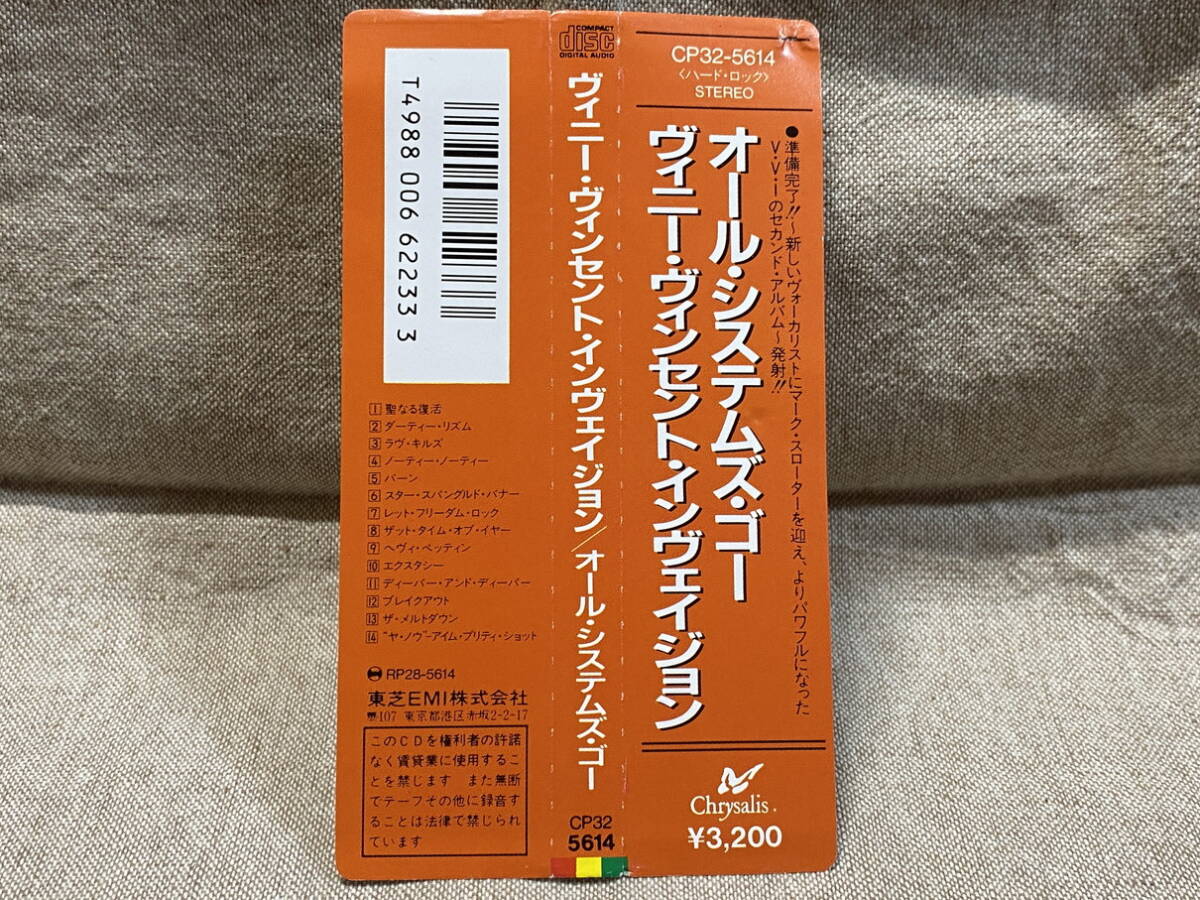 CP32-5614
〈ハード・ロック〉
STEREO
●準備完了!!〜新しいヴォーカリストにマーク・スローターを迎え、よりパワフルになった
V・V・iのセカンド・アルバム〜発射!!
オール・システムズ・ゴー
ヴィニー・ヴィンセント・インヴェイジョン
Chrysalis
¥3,200
COMPACT
disc
DIGITAL AUDIO
ヴィニー・ヴィンセント・インヴェイジョン/オール・システムズ・ゴー
CP32
5614
T4988 006 62233 3
1 聖なる復活
2 ダーティー・リズム
3 ラヴ・キルズ
4 ノーティー・ノーティー
5 バーン
6 スター・スパングルド・バナー
7 レット・フリーダム・ロック
8 ザット・タイム・オブ・イヤー
9 ヘヴィ・ペッティン
10 エクスタシー
11 ディーパー・アンド・ディーパー
12 ブレイクアウト
13 ザ・メルトダウン
14 "ヤ・ノウ"-アイム・プリティ・ショット
RP28-5614
東芝EMI株式会社
〠107 東京都港区赤坂2-2-17
このCDを権利者の許諾
なく賃貸業に使用するこ
とを禁じます また無断
でテープその他に録音す
ることは法律で禁じられ
ています